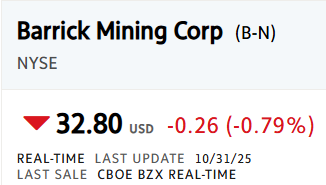 Barrick Mining Corp (B-N)
NYSE
32.80 USD -0.26 (-0.79%)
REAL-TIME LAST UPDATE 10/31/25
LAST SALE CBOE BZX REAL-TIME